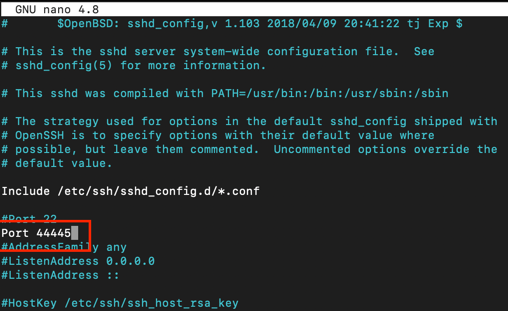 GNU nano 4.8
#       $OpenBSD: sshd_config,v 1.103 2018/04/09 20:41:22 tj Exp $
# This is the sshd server system-wide configuration file.  See
# sshd_config(5) for more information.
# This sshd was compiled with PATH=/usr/bin:/bin:/usr/sbin:/sbin
# The strategy used for options in the default sshd_config shipped with
# OpenSSH is to specify options with their default value where
# possible, but leave them commented.  Uncommented options override the
# default value.
Include /etc/ssh/sshd_config.d/*.conf
#Port 22
Port 44445
#AddressFamily any
#ListenAddress 0.0.0.0
#ListenAddress ::
#HostKey /etc/ssh/ssh_host_rsa_key